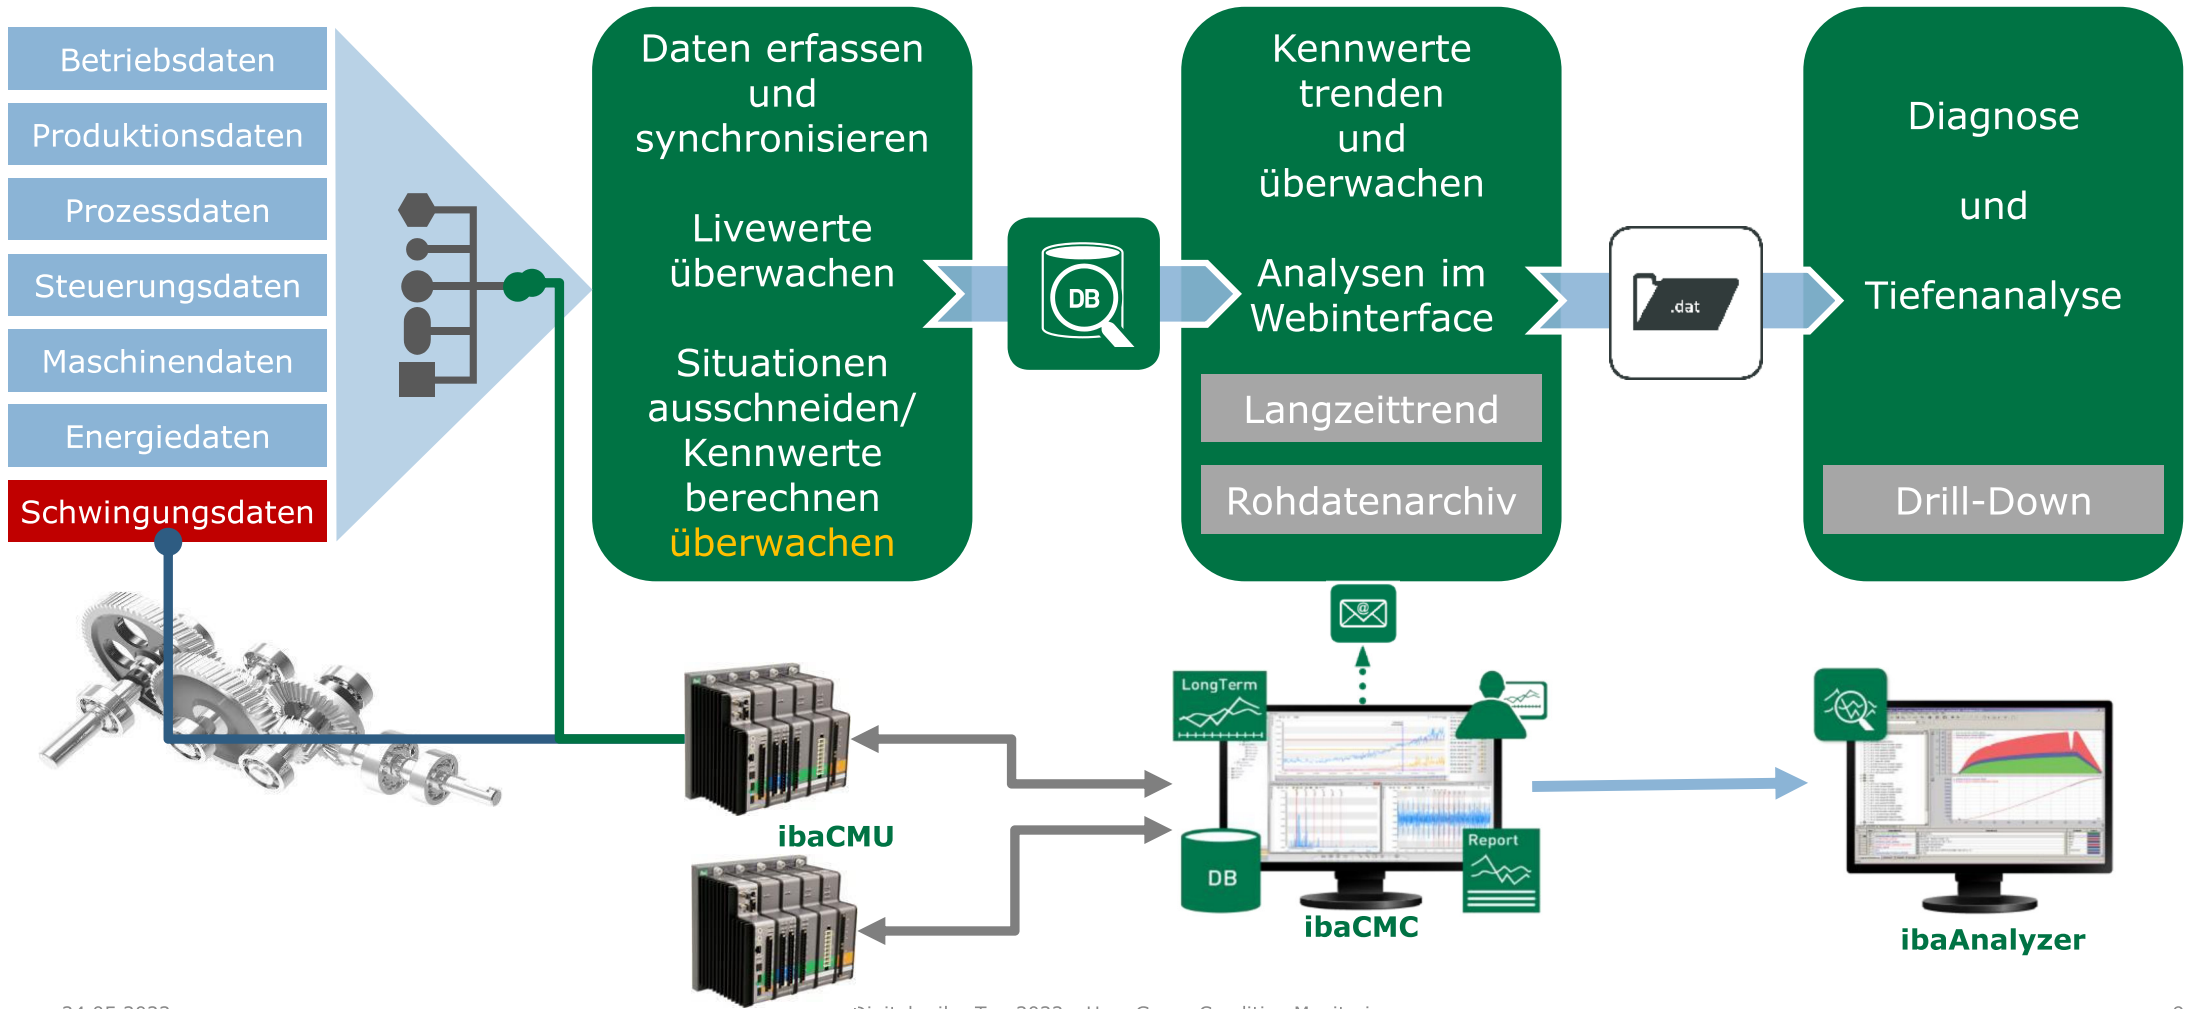 Betriebsdaten
Produktionsdaten
Prozessdaten
Steuerungsdaten
Maschinendaten
Energiedaten
Schwingungsdaten
Daten erfassen
und
synchronisieren
Livewerte
überwachen
Situationen
ausschneiden/
Kennwerte
berechnen
überwachen
DB
Kennwerte
trenden
und
überwachen
Analysen im
Webinterface
Langzeittrend
Rohdatenarchiv
.dat
Diagnose
und
Tiefenanalyse
Drill-Down
@
LongTerm
DB
Report
ibaCMU
ibaCMC
ibaAnalyzer